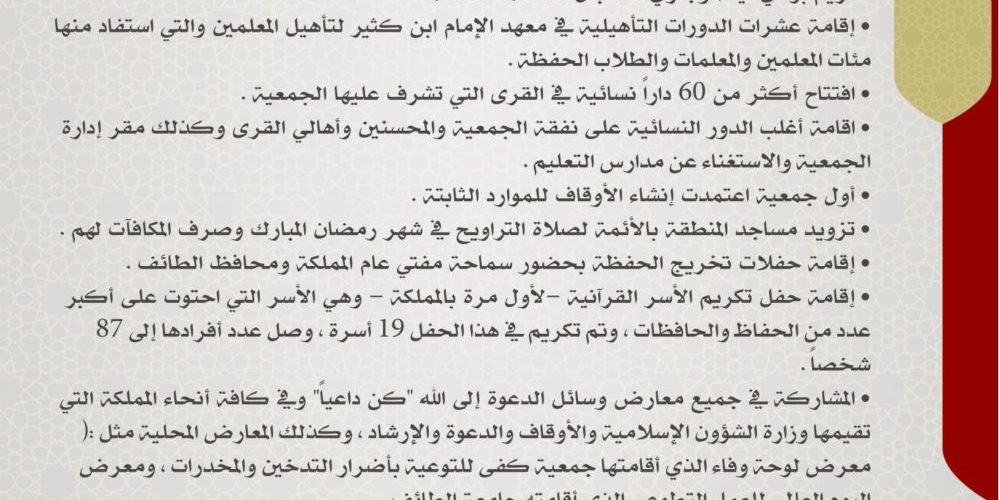 • إقامة عشرات الدورات التأهيلية في معهد الإمام ابن كثير لتأهيل المعلمين والتي استفاد منها
مئات المعلمين والمعلمات والطلاب الحفظة .
• افتتاح أكثر من 60 داراً نسائية في القرى التي تشرف عليها الجمعية .
• اقامة أغلب الدور النسائية على نفقة الجمعية والمحسنين وأهالي القرى وكذلك مقر إدارة
الجمعية والاستغناء عن مدارس التعليم .
• أول جمعية اعتمدت إنشاء الأوقاف للموارد الثابتة .
• تزويد مساجد المنطقة بالأئمة لصلاة التراويح في شهر رمضان المبارك وصرف المكافآت لهم .
• إقامة حفلات تخريج الحفظة بحضور سماحة مفتي عام المملكة ومحافظ الطائف .
• إقامة حفل تكريم الأسر القرآنية –لأول مرة بالمملكة – وهي الأسر التي احتوت على أكبر
عدد من الحفاظ والحافظات ، وتم تكريم في هذا الحفل 19 أسرة ، وصل عدد أفرادها إلى 87
شخصاً .
• المشاركة في جميع معارض وسائل الدعوة إلى الله "كن داعياً" وفي كافة أنحاء المملكة التي
تقيمها وزارة الشؤون الإسلامية والأوقاف والدعوة والإرشاد ، وكذلك المعارض المحلية مثل :(
معرض لوحة وفاء الذي أقامتها جمعية كفى للتوعية بأضرار التدخين والمخدرات ، ومعرض